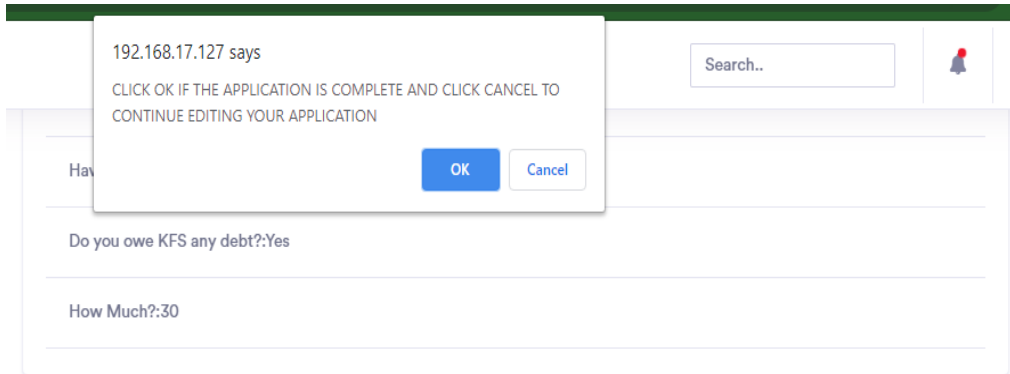 192.168.17.127 says
Search..
CLICK OK IF THE APPLICATION IS COMPLETE AND CLICK CANCEL TO
CONTINUE EDITING YOUR APPLICATION
OK Cancel
Do you owe KFS any debt?:Yes
How Much?:30